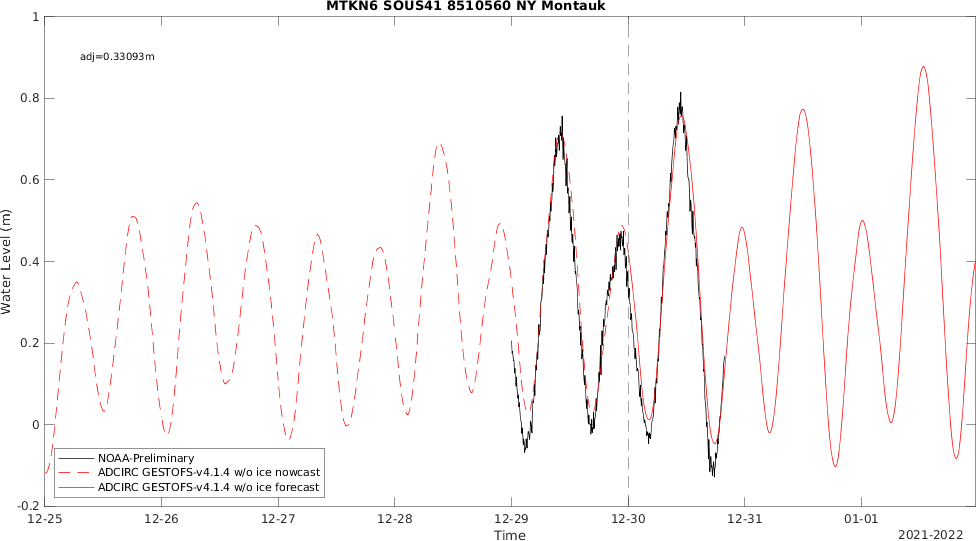 MTKN6 SOUS41 8510560 NY Montauk
adj=0.33093m
1
0.8
0.6
0.4
0.2
0
-0.2
Water Level (m)
NOAA-Preliminary
ADCIRC GESTOFS-v4.1.4 w/o ice nowcast
ADCIRC GESTOFS-v4.1.4 w/o ice forecast
12-25 12-26 12-27 12-28 12-29 12-30 12-31 01-01
Time
2021-2022